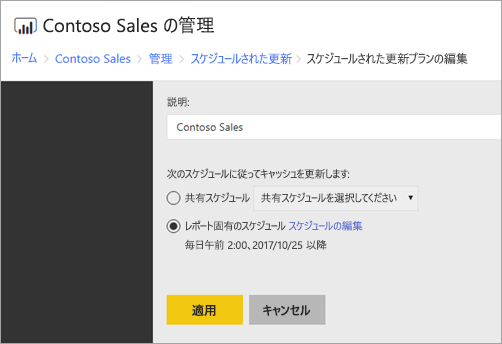 Contoso Sales の管理
ホーム > Contoso Sales > 管理 > スケジュールされた更新 > スケジュールされた更新プランの編集
説明:
Contoso Sales
次のスケジュールに従ってキャッシュを更新します:
共有スケジュール 共有スケジュールを選択してください
レポート固有のスケジュール スケジュールの編集
毎日午前 2:00、2017/10/25 以降
適用 キャンセル